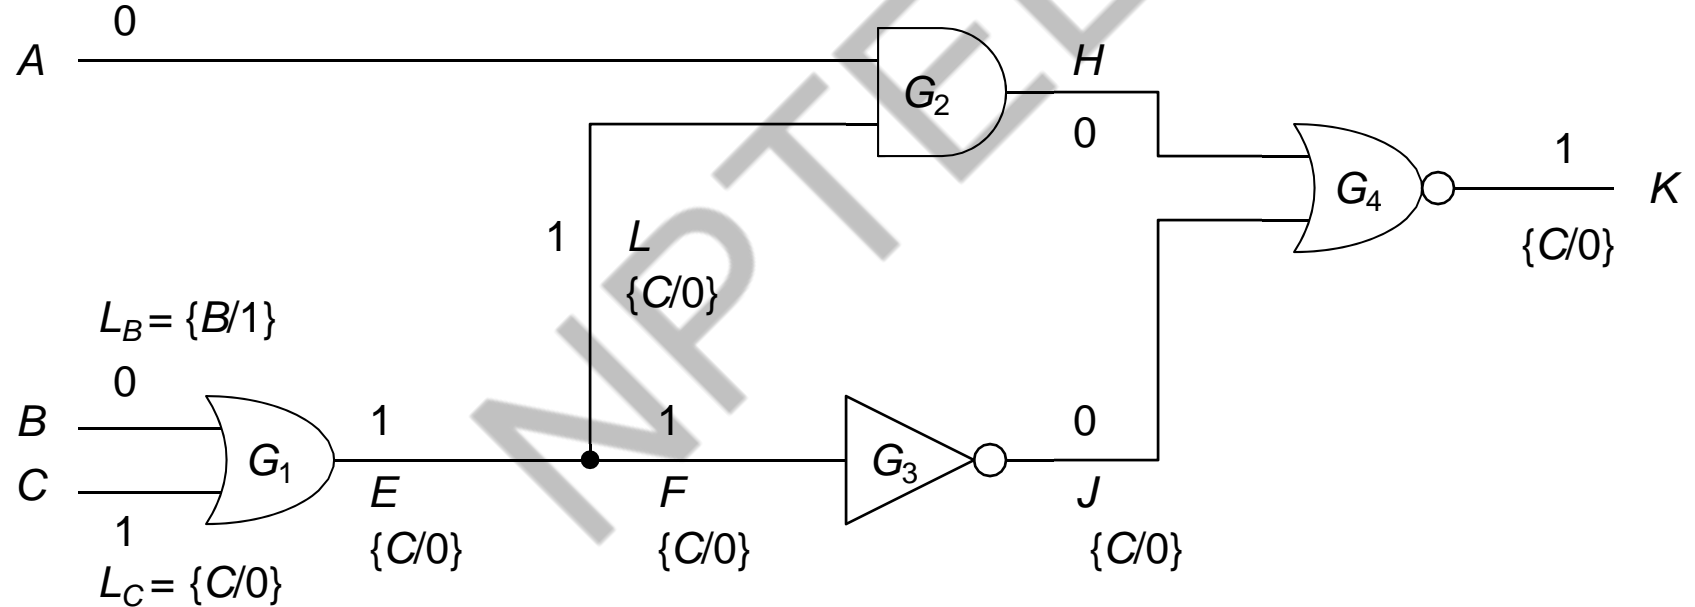 0
A
G2
H
0
1
G4
K
{C/0}
1
L
{C/0}
LB = {B/1}
0
B
G1
1
1
G3
0
C
E
F
J
1
{C/0}
{C/0}
{C/0}
LC = {C/0}
NPTEL